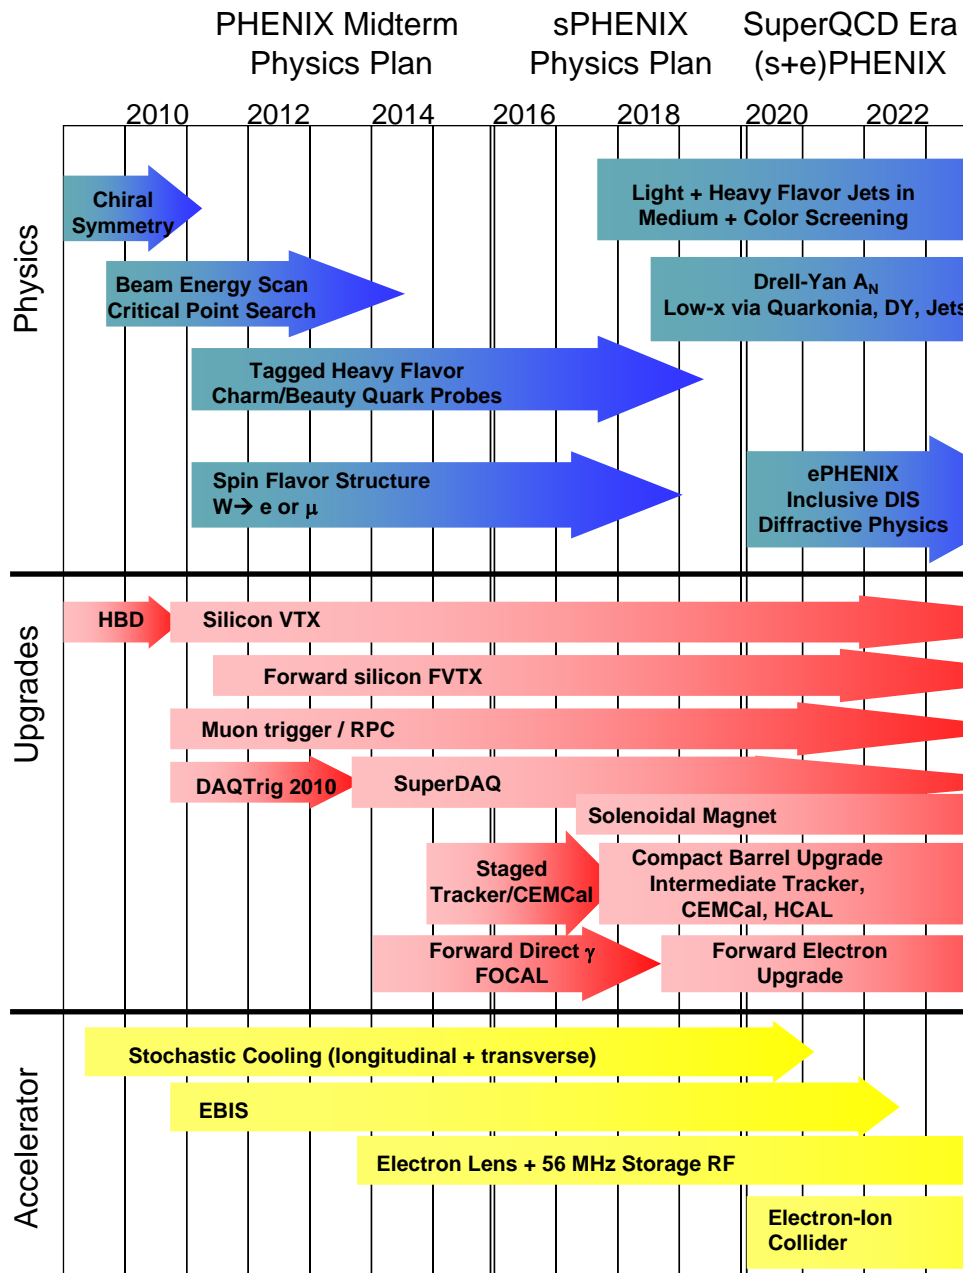 PHENIX Midterm
Physics Plan
sPHENIX
Physics Plan
SuperQCD Era
(s+e)PHENIX
2010 2012 2014 2016 2018 2020 2022
Physics
Chiral
Symmetry
Light + Heavy Flavor Jets in
Medium + Color Screening
Beam Energy Scan
Critical Point Search
Drell-Yan A_N
Low-x via Quarkonia, DY, Jets
Tagged Heavy Flavor
Charm/Beauty Quark Probes
Spin Flavor Structure
W→ e or μ
ePHENIX
Inclusive DIS
Diffractive Physics
Upgrades
HBD
Silicon VTX
Forward silicon FVTX
Muon trigger / RPC
DAQTrig 2010
SuperDAQ
Solenoidal Magnet
Staged
Tracker/CEMCal
Compact Barrel Upgrade
Intermediate Tracker,
CEMCal, HCAL
Forward Direct γ
FOCAL
Forward Electron
Upgrade
Accelerator
Stochastic Cooling (longitudinal + transverse)
EBIS
Electron Lens + 56 MHz Storage RF
Electron-Ion
Collider